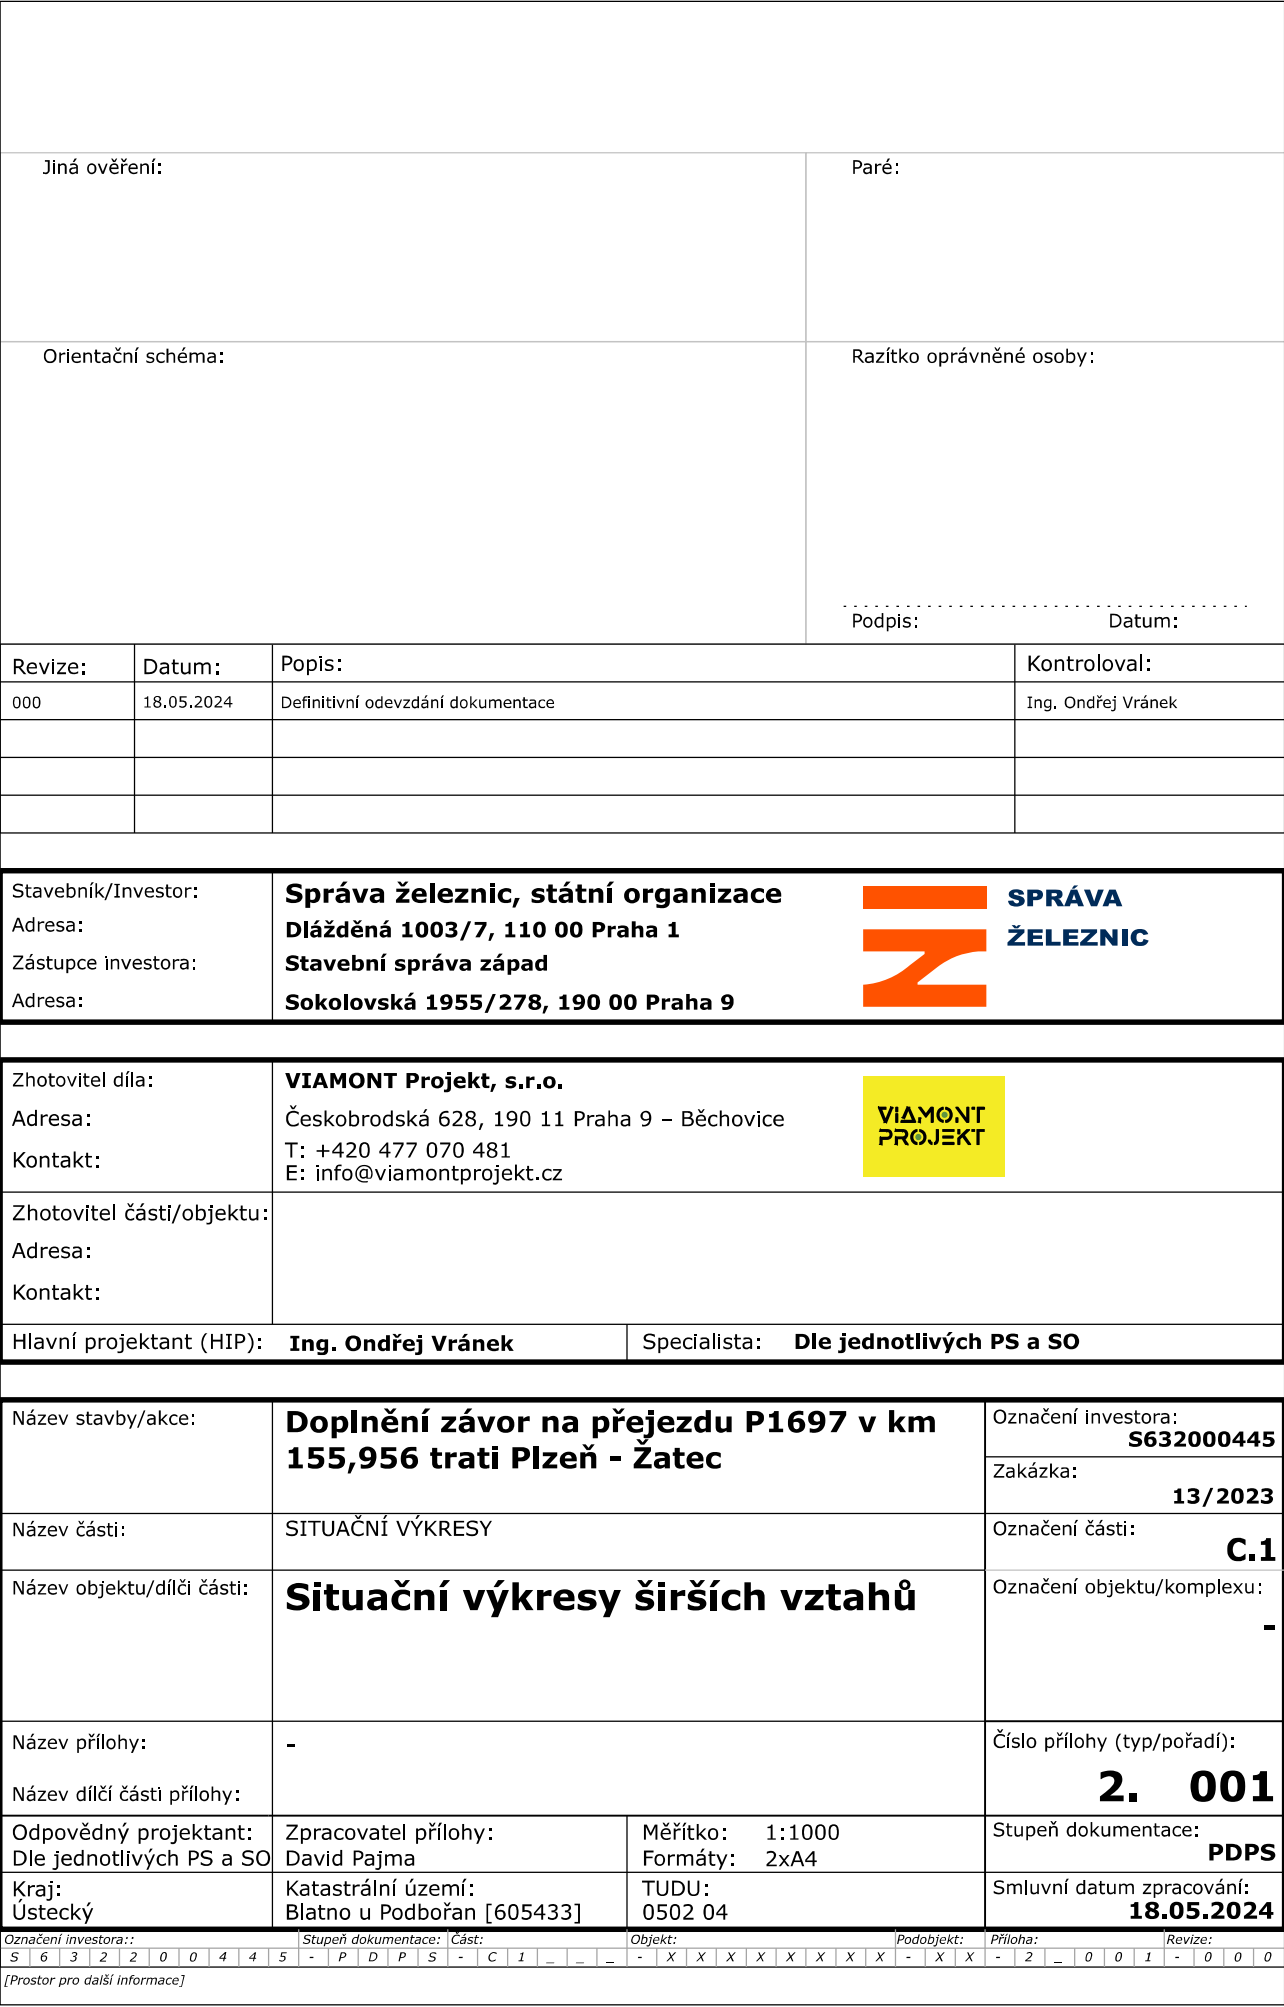 Jiná ověření:
Paré:
Orientační schéma:
Razítko oprávněné osoby:
Podpis: Datum:
Revize: Datum: Popis: Kontroloval:
000 18.05.2024 Definitivní odevzdání dokumentace Ing. Ondřej Vránek
Stavebník/Investor: Správa železnic, státní organizace
Adresa: Dlážděná 1003/7, 110 00 Praha 1
Zástupce investora: Stavební správa západ
Adresa: Sokolovská 1955/278, 190 00 Praha 9
SPRÁVA
ŽELEZNIC
Zhotovitel díla: VIAMONT Projekt, s.r.o.
Adresa: Českobrodská 628, 190 11 Praha 9 – Běchovice
Kontakt: T: +420 477 070 481
E: info@viamontprojekt.cz
VIAMONT
PROJEKT
Zhotovitel části/objektu:
Adresa:
Kontakt:
Hlavní projektant (HIP): Ing. Ondřej Vránek Specialista: Dle jednotlivých PS a SO
Název stavby/akce: Doplnění závor na přejezdu P1697 v km
155,956 trati Plzeň - Žatec
Označení investora:
S632000445
Zakázka:
13/2023
Název části: SITUAČNÍ VÝKRESY
Označení části:
C.1
Název objektu/dílči části: Situační výkresy širších vztahů
Označení objektu/komplexu:
-
Název přílohy: -
Název dílčí části přílohy:
Číslo přílohy (typ/pořadí):
2. 001
Odpovědný projektant: Zpracovatel přílohy: Měřítko: 1:1000
Dle jednotlivých PS a SO David Pajma Formáty: 2xA4
Stupeň dokumentace:
PDPS
Kraj: Katastrální území: TUDU:
Ústecký Blatno u Podbořan [605433] 0502 04
Smluvní datum zpracování:
18.05.2024
Označení investora:: Stupeň dokumentace: Část: Objekt: Podobjekt: Příloha: Revize:
S 6 3 2 2 0 0 4 4 5 - P D P S - C 1 _ _ _ - X X X X X X X X - X X - 2 _ 0 0 1 - 0 0 0
[Prostor pro další informace]